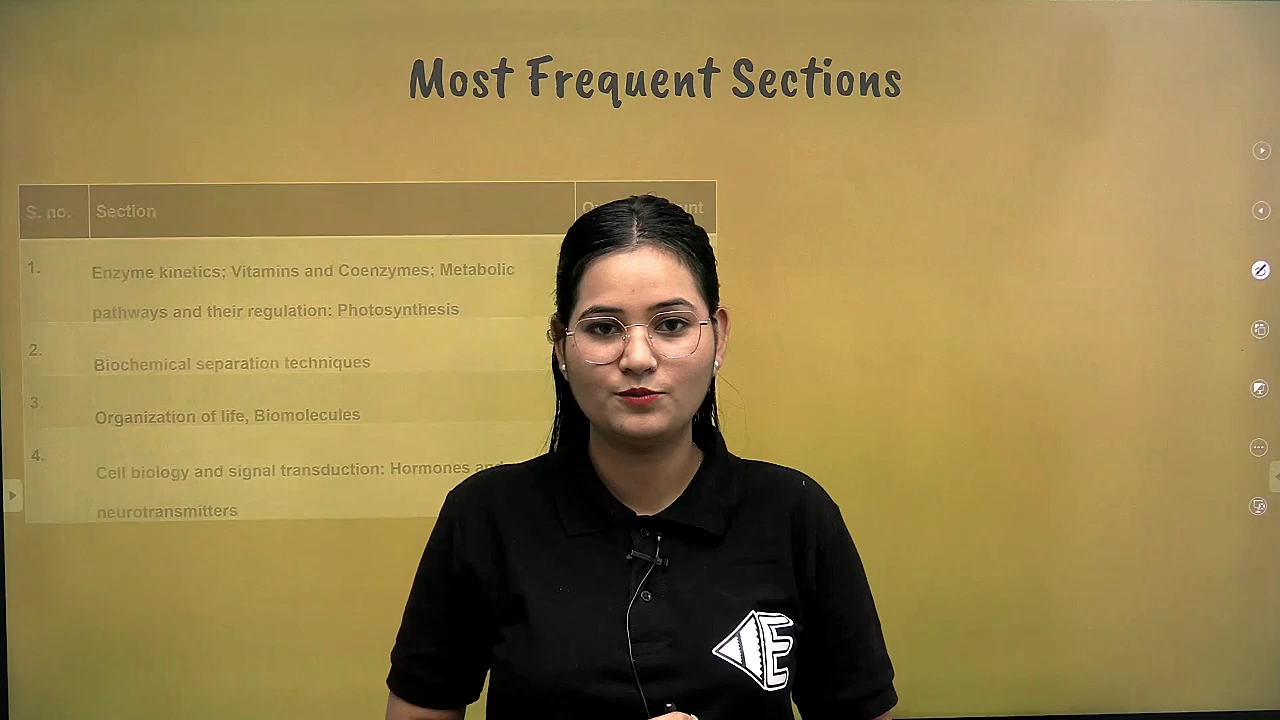 Most Frequent Sections
S. no.
Section
1.
Enzyme kinetics; Vitamins and Coenzymes; Metabolic
pathways and their regulation: Photosynthesis
2.
Biochemical separation techniques
3.
Organization of life, Biomolecules
4.
Cell biology and signal transduction: Hormones and
neurotransmitters
E